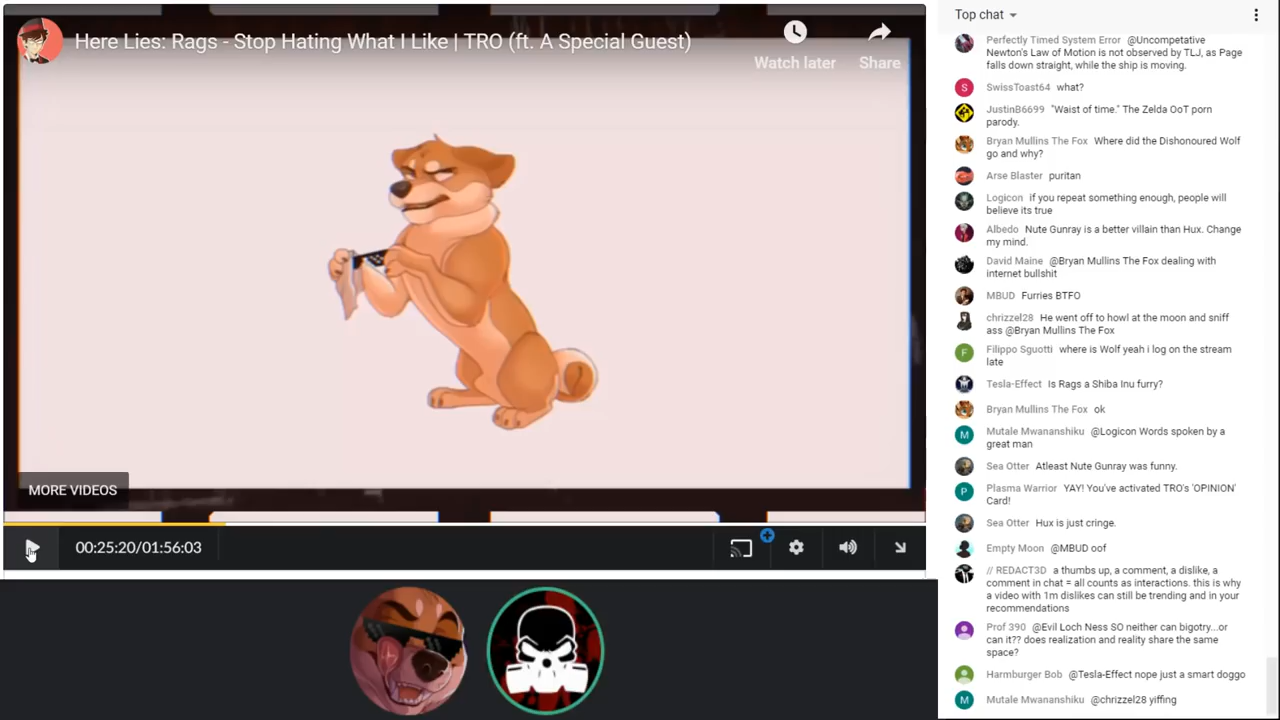 Here Lies: Rags - Stop Hating What I Like | TRO (ft. A Special Guest)
Watch later
Share
MORE VIDEOS
00:25:20/01:56:03
Top chat
Perfectly Timed System Error @Uncompetative
Newton's Law of Motion is not observed by TLJ, as Page
falls down straight, while the ship is moving.
S
SwissToast64 what?
JustinB6699 "Waist of time." The Zelda OoT porn
parody.
Bryan Mullins The Fox Where did the Dishonoured Wolf
go and why?
Arse Blaster puritan
Logicon if you repeat something enough, people will
believe its true
Albedo Nute Gunray is a better villain than Hux. Change
my mind.
David Maine @Bryan Mullins The Fox dealing with
internet bullshit
MBUD Furries BTFO
chrizzel28 He went off to howl at the moon and sniff
ass @Bryan Mullins The Fox
F
Filippo Sguotti where is Wolf yeah i log on the stream
late
Tesla-Effect Is Rags a Shiba Inu furry?
Bryan Mullins The Fox ok
M
Mutale Mwananshiku @Logicon Words spoken by a
great man
Sea Otter Atleast Nute Gunray was funny.
P
Plasma Warrior YAY! You've activated TRO's 'OPINION'
Card!
Sea Otter Hux is just cringe.
Empty Moon @MBUD oof
// REDACT3D a thumbs up, a comment, a dislike, a
comment in chat = all counts as interactions. this is why
a video with 1m dislikes can still be trending and in your
recommendations
Prof 390 @Evil Loch Ness SO neither can bigotry...or
can it?? does realization and reality share the same
space?
Harmburger Bob @Tesla-Effect nope just a smart doggo
M
Mutale Mwananshiku @chrizzel28 yiffing